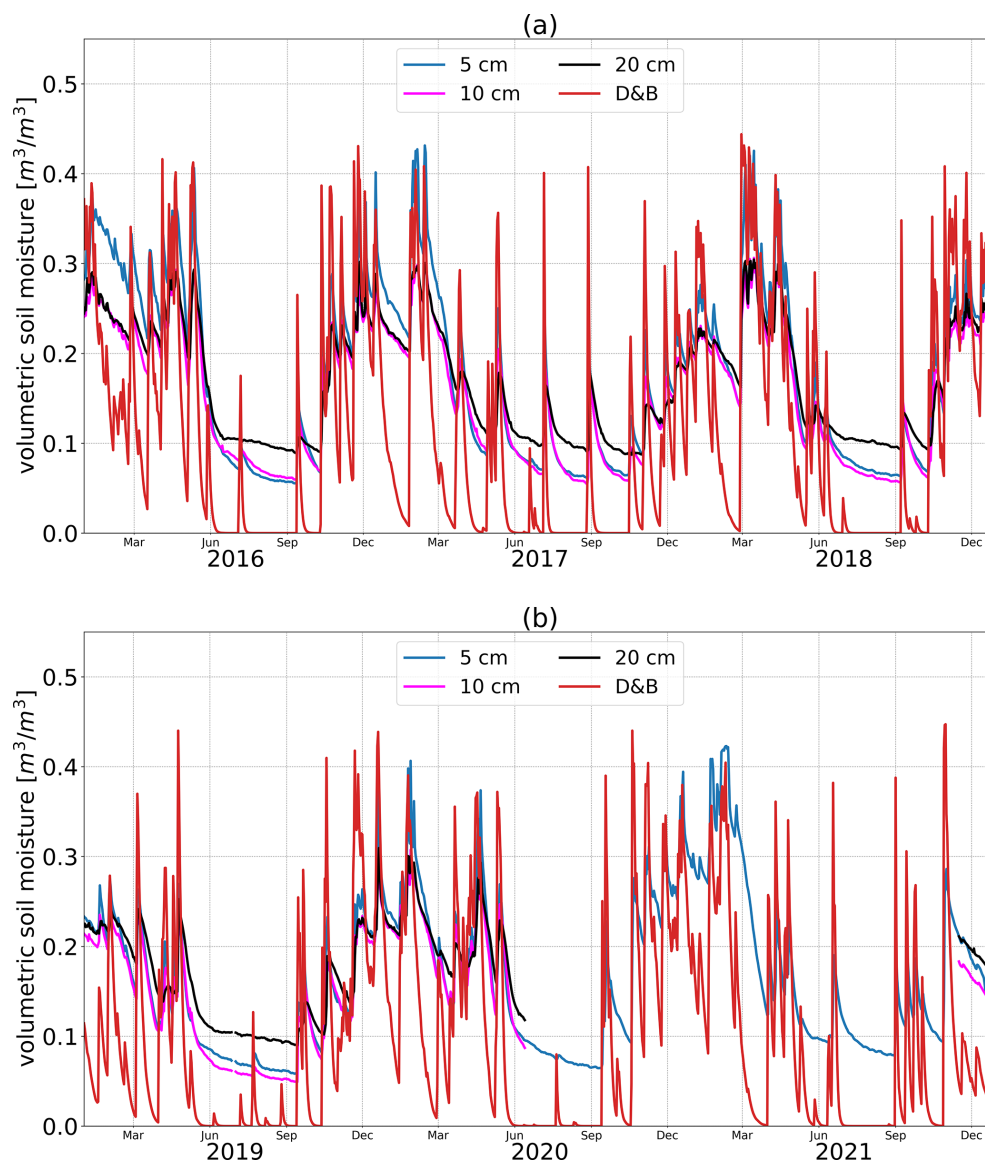 (a)
volumetric soil moisture [m³/m³]
5 cm
20 cm
10 cm
D&B
0.5
0.4
0.3
0.2
0.1
0.0
Mar Jun Sep Dec Mar Jun Sep Dec Mar Jun Sep Dec
2016 2017 2018
(b)
volumetric soil moisture [m³/m³]
5 cm
20 cm
10 cm
D&B
0.5
0.4
0.3
0.2
0.1
0.0
Mar Jun Sep Dec Mar Jun Sep Dec Mar Jun Sep Dec
2019 2020 2021